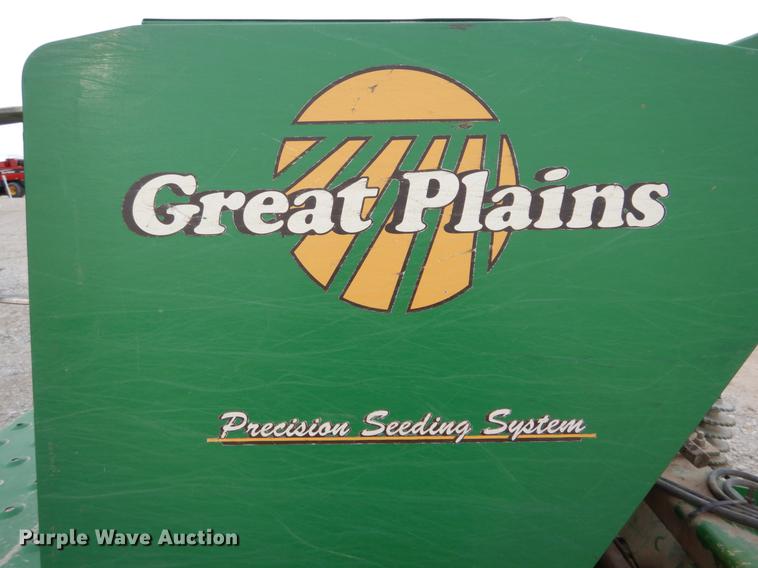 Great Plains
Precision Seeding System
Purple Wave Auction